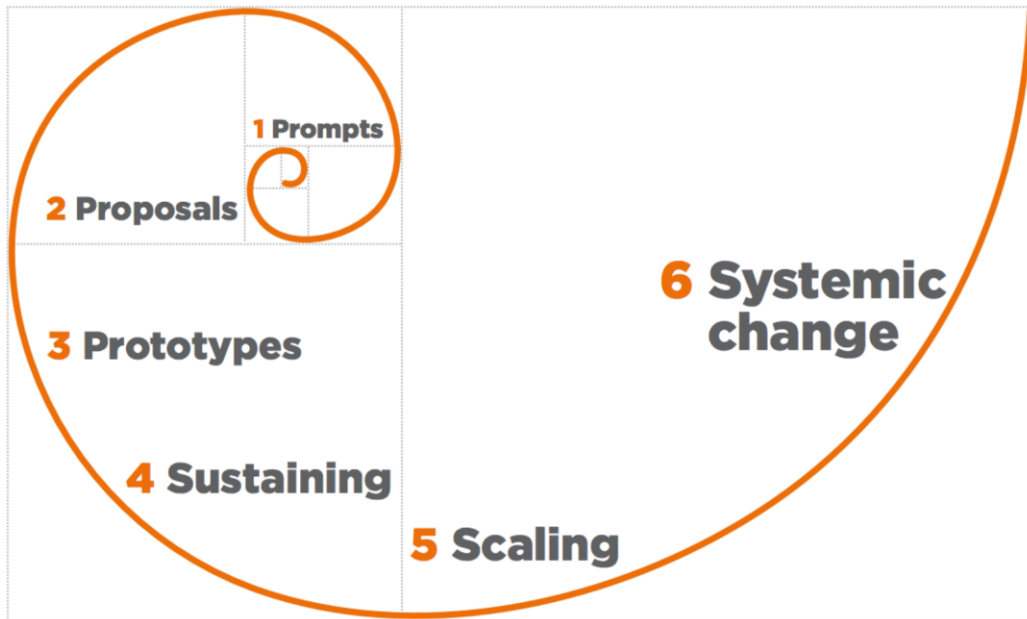 1 Prompts
2 Proposals
3 Prototypes
4 Sustaining
5 Scaling
6 Systemic
change